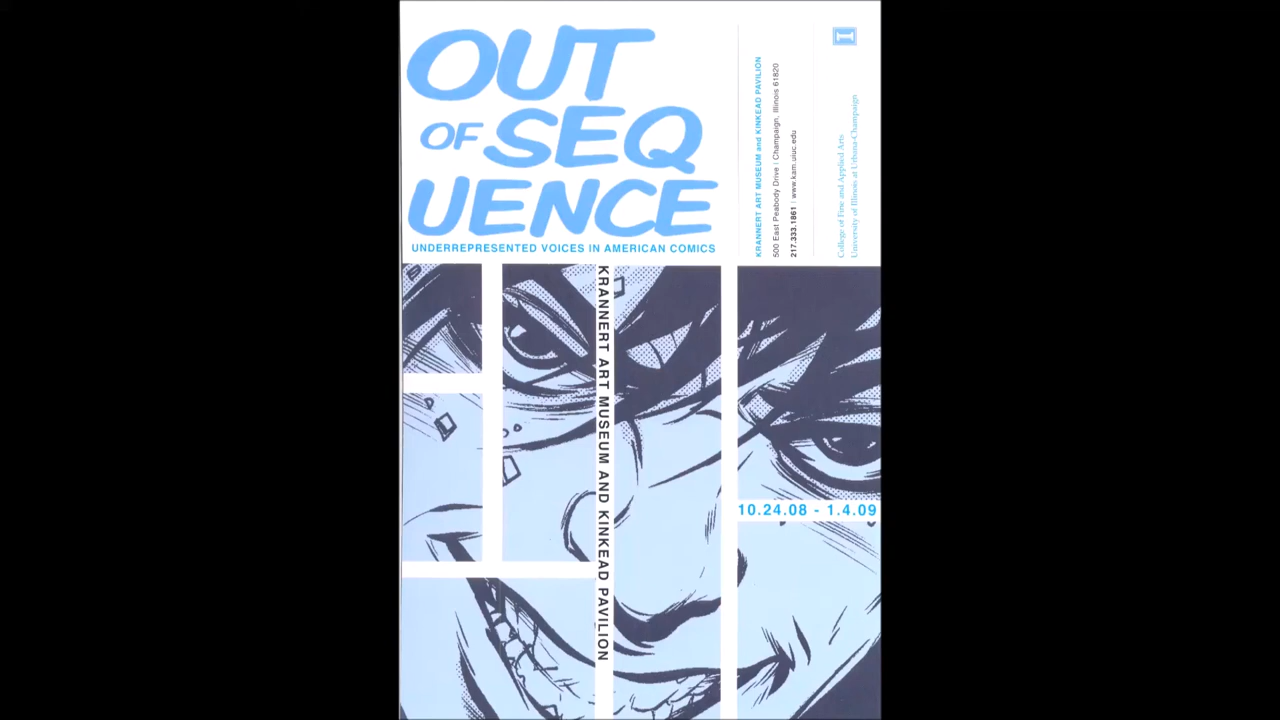 OUT
OF SEQ
UENCE
UNDERREPRESENTED VOICES IN AMERICAN COMICS
KRANNERT ART MUSEUM and KINKEAD PAVILION
500 East Peabody Drive | Champaign, Illinois 61820
217.333.1861 | www.kam.uiuc.edu
I
College of Fine and Applied Arts
University of Illinois at Urbana-Champaign
KRANNERT ART MUSEUM AND KINKEAD PAVILION
10.24.08 - 1.4.09